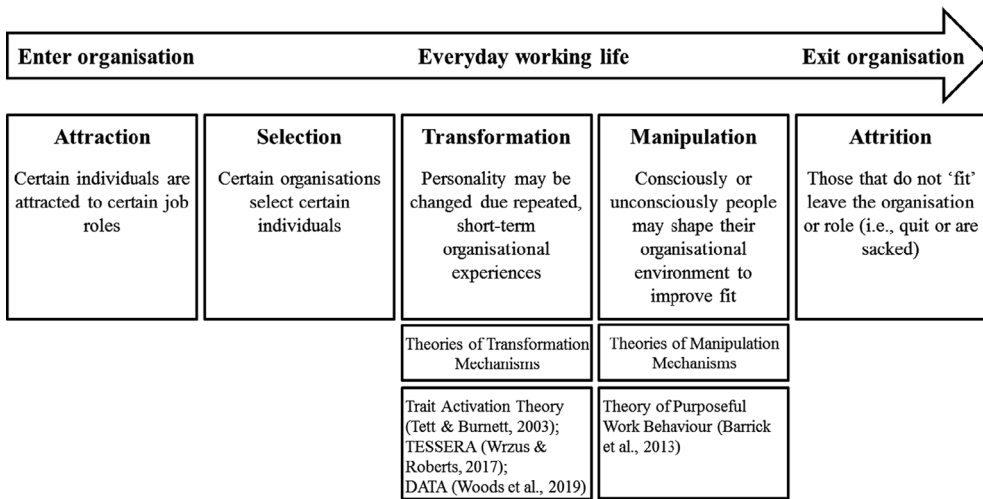 Enter organisation
Everyday working life
Exit organisation
Attraction
Certain individuals are
attracted to certain job
roles
Selection
Certain organisations
select certain
individuals
Transformation
Personality may be
changed due repeated,
short-term
organisational
experiences
Manipulation
Consciously or
unconsciously people
may shape their
organisational
environment to
improve fit
Attrition
Those that do not ‘fit’
leave the organisation
or role (i.e., quit or are
sacked)
Theories of Transformation
Mechanisms
Theories of Manipulation
Mechanisms
Trait Activation Theory
(Tett & Burnett, 2003);
TESSERA (Wrzus &
Roberts, 2017);
DATA (Woods et al., 2019)
Theory of Purposeful
Work Behaviour (Barrick
et al., 2013)